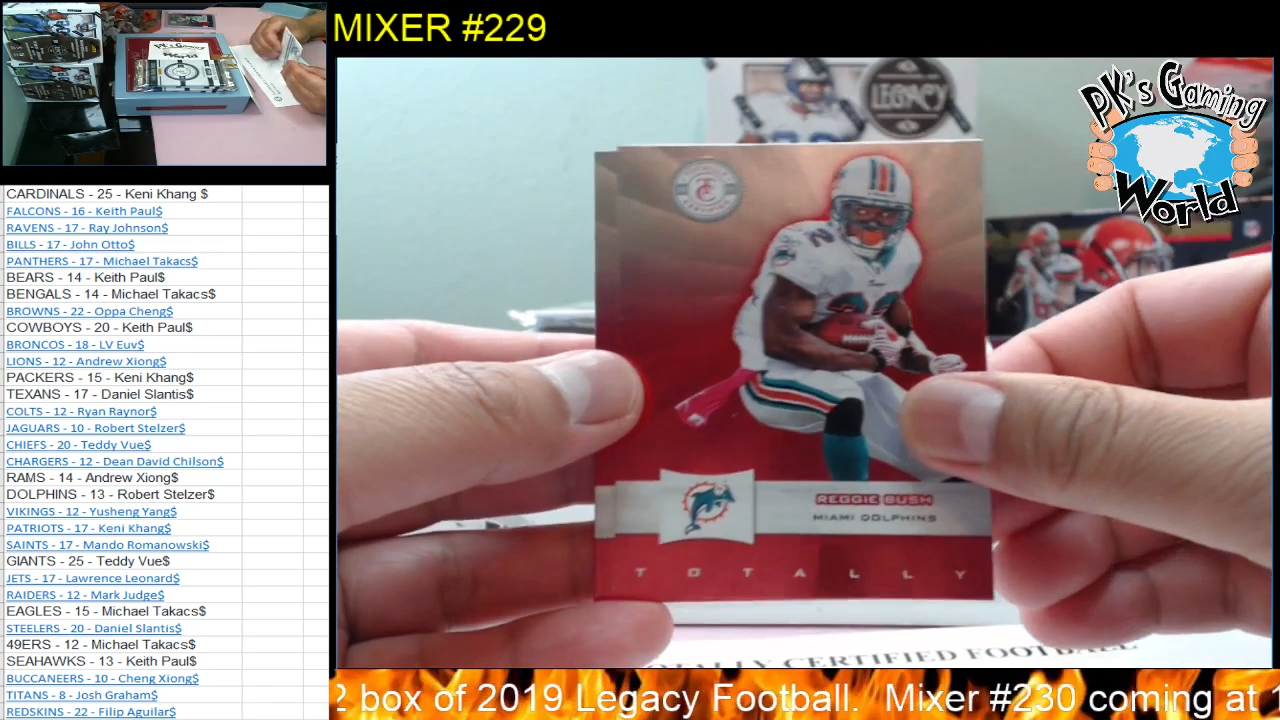 MIXER #229
PK's Gaming
World
LEGACY
CARDINALS - 25 - Keni Khang $
FALCONS - 16 - Keith Paul$
RAVENS - 17 - Ray Johnson$
BILLS - 17 - John Otto$
PANTHERS - 17 - Michael Takacs$
BEARS - 14 - Keith Paul$
BENGALS - 14 - Michael Takacs$
BROWNS - 22 - Oppa Cheng$
COWBOYS - 20 - Keith Paul$
BRONCOS - 18 - LV Euv$
LIONS - 12 - Andrew Xiong$
PACKERS - 15 - Keni Khang$
TEXANS - 17 - Daniel Slantis$
COLTS - 12 - Ryan Raynor$
JAGUARS - 10 - Robert Stelzer$
CHIEFS - 20 - Teddy Vue$
CHARGERS - 12 - Dean David Chilson$
RAMS - 14 - Andrew Xiong$
DOLPHINS - 13 - Robert Stelzer$
VIKINGS - 12 - Yusheng Yang$
PATRIOTS - 17 - Keni Khang$
SAINTS - 17 - Mando Romanowski$
GIANTS - 25 - Teddy Vue$
JETS - 17 - Lawrence Leonard$
RAIDERS - 12 - Mark Judge$
EAGLES - 15 - Michael Takacs$
STEELERS - 20 - Daniel Slantis$
49ERS - 12 - Michael Takacs$
SEAHAWKS - 13 - Keith Paul$
BUCCANEERS - 10 - Cheng Xiong$
TITANS - 8 - Josh Graham$
REDSKINS - 22 - Filip Aguilar$
REGGIE BUSH
MIAMI DOLPHINS
TOTALLY
TOTALLY CERTIFIED FOOTBALL
2 box of 2019 Legacy Football. Mixer #230 coming at 1